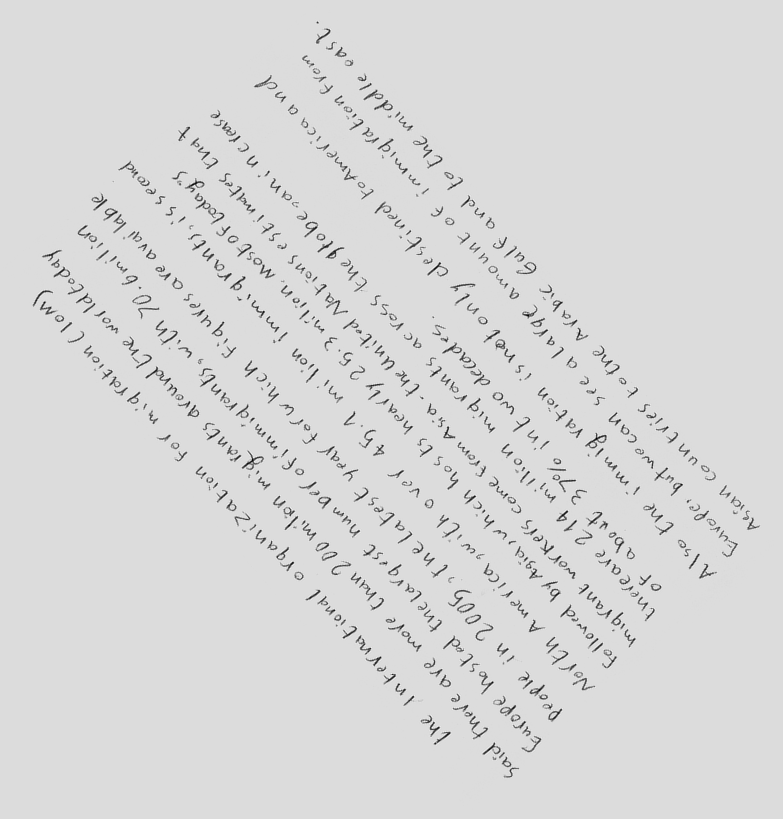 the International organization for migration (IOM)
said there are more than 200 milion migrants around the world today
Europe hosted the largest number of immigrants, with 70.6 million
people in 2005, the latest year for which figures are available
North America, with over 45.1 milion immigrants, is second
followed by Asia, which hosts nearly 25.3 milion. Most of today's
migrant workers come from Asia - the United Nations estimates that
there are 214 million migrants across the globe, an increase
of about 37% in two decades.
Also the immigration is not only destined to America and
Europe, but we can see a large amount of immigration from
Asian countries to the Arabic Gulf and to the middle east.